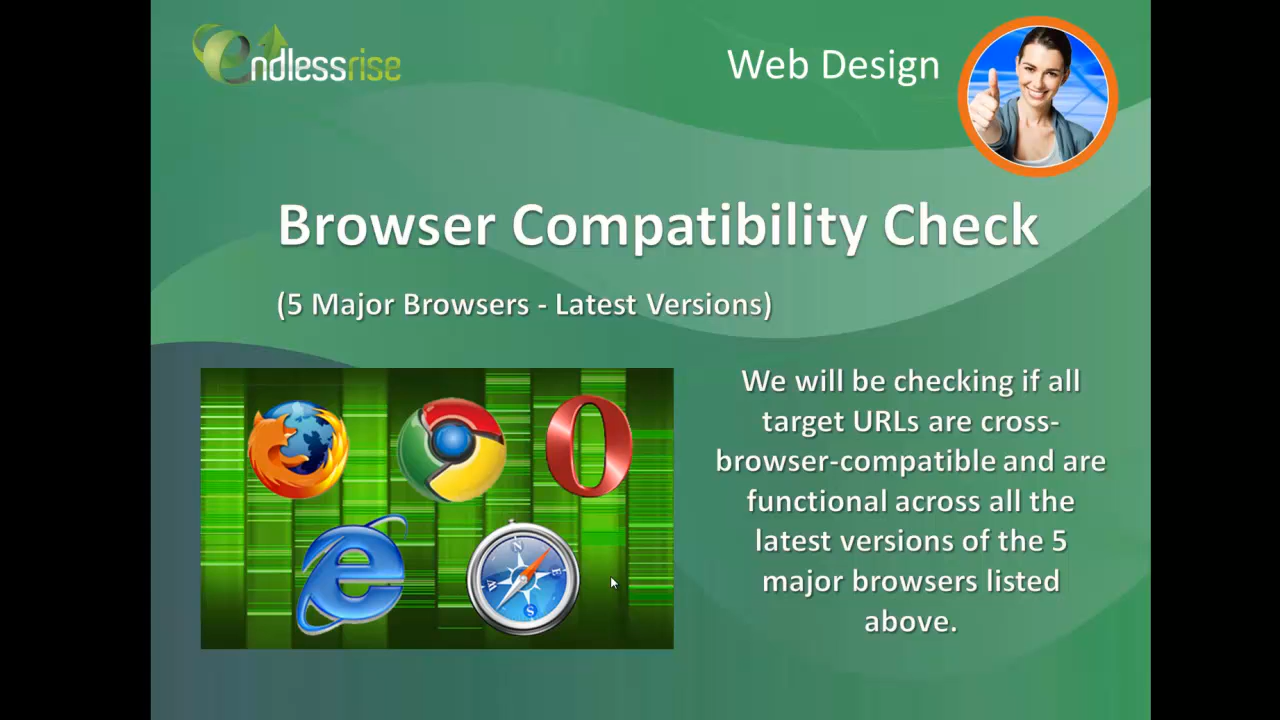 endlessrise
Web Design
Browser Compatibility Check
(5 Major Browsers - Latest Versions)
We will be checking if all
target URLs are cross-
browser-compatible and are
functional across all the
latest versions of the 5
major browsers listed
above.
N
E
W
S